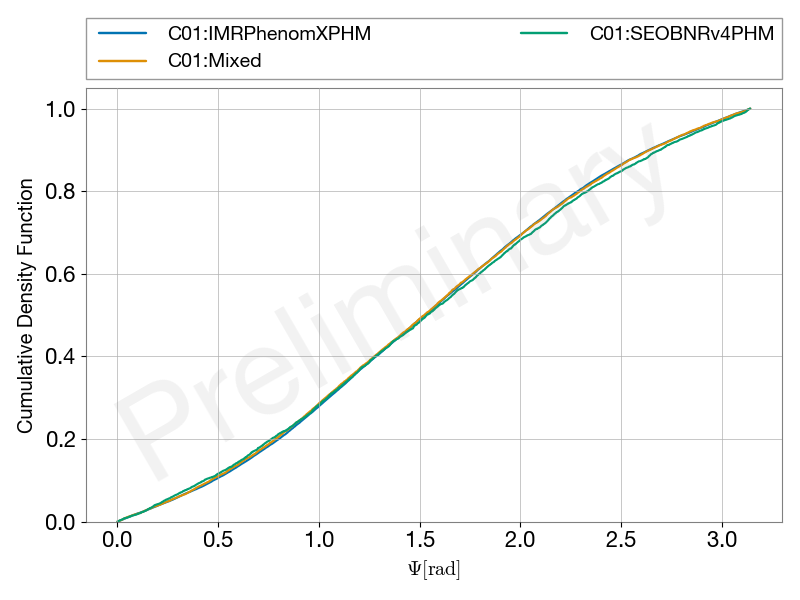 C01:IMRPhenomXPHM
C01:Mixed
C01:SEOBNRv4PHM
1.0
0.8
0.6
0.4
0.2
0.0
Cumulative Density Function
Preliminary
0.0 0.5 1.0 1.5 2.0 2.5 3.0
Ψ[rad]